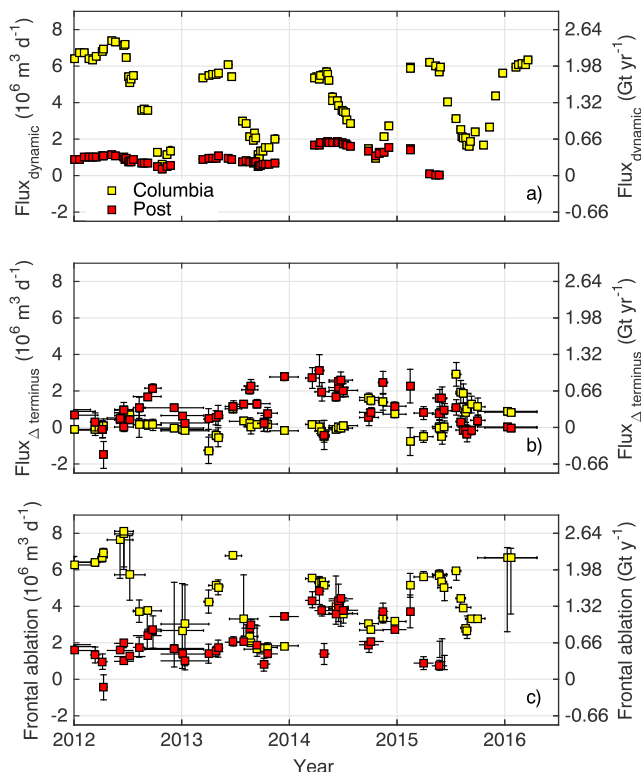 Flux_dynamic (10^6 m^3 d^-1)
8
6
4
2
0
-2
2.64
1.98
1.32
0.66
0
-0.66
Flux_dynamic (Gt yr^-1)
Columbia
Post
a)
Flux_Δ terminus (10^6 m^3 d^-1)
8
6
4
2
0
-2
2.64
1.98
1.32
0.66
0
-0.66
Flux_Δ terminus (Gt yr^-1)
b)
Frontal ablation (10^6 m^3 d^-1)
8
6
4
2
0
-2
2.64
1.98
1.32
0.66
0
-0.66
Frontal ablation (Gt yr^-1)
c)
2012 2013 2014 2015 2016
Year